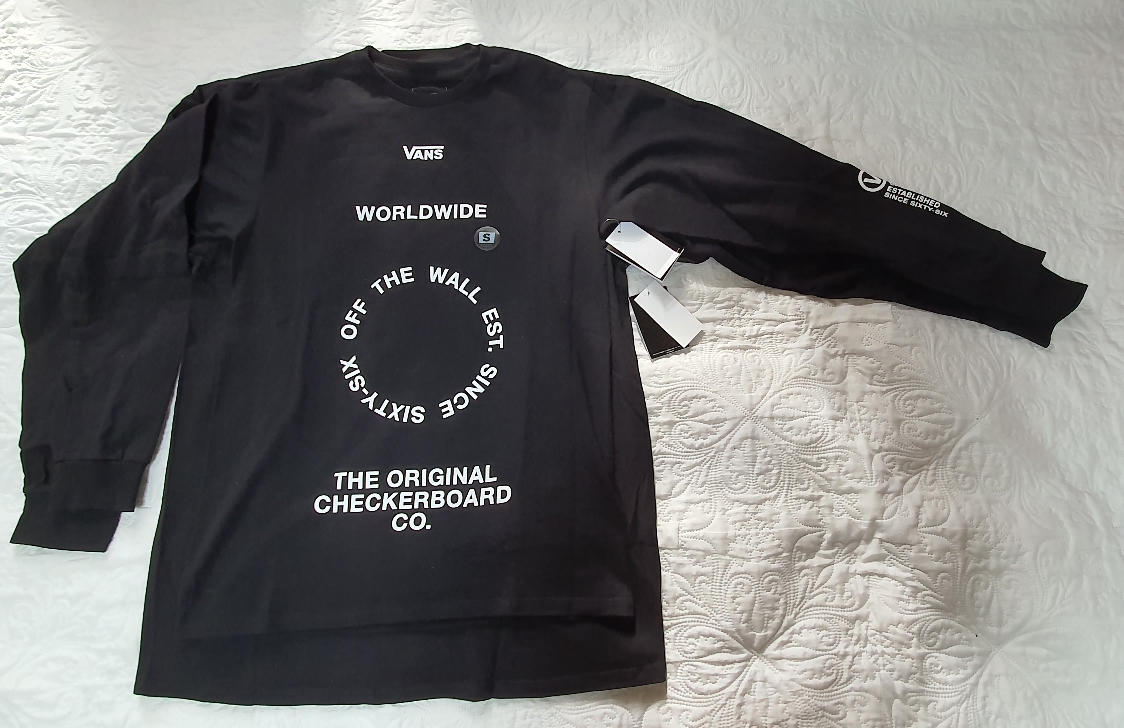 VANS
WORLDWIDE
S
OFF THE WALL EST. SINCE SIXTY-SIX
THE ORIGINAL
CHECKERBOARD
CO.
V
ESTABLISHED
SINCE SIXTY-SIX